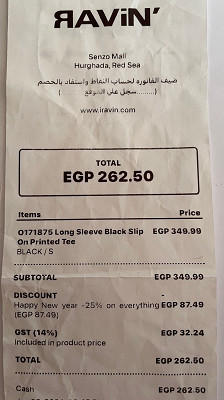 RAViN'
Senzo Mall
Hurghada, Red Sea
ضيف الفاتوره لحساب النقاط واستفاد بالخصم
(.........سجل علي الموقع )
www.iravin.com
TOTAL
EGP 262.50
Items Price
O171875 Long Sleeve Black Slip EGP 349.99
On Printed Tee
BLACK / S
SUBTOTAL EGP 349.99
DISCOUNT -
Happy New year -25% on everything EGP 87.49
(EGP 87.49)
GST (14%) EGP 32.24
Included in product price
TOTAL EGP 262.50
Cash EGP 262.50